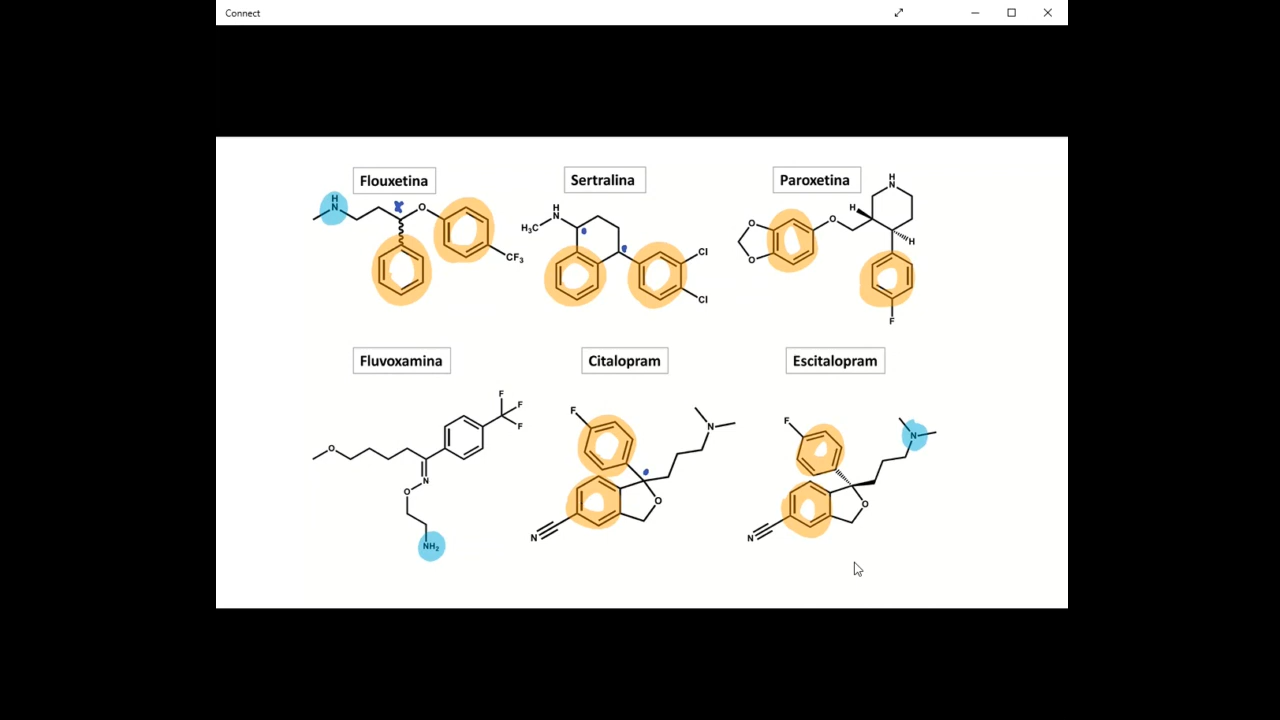 Connect
Flouxetina
Sertralina
Paroxetina
H
N
O
CF3
H
N
H3C
Cl
Cl
H
N
H
O
O
O
H
F
Fluvoxamina
Citalopram
Escitalopram
F
F
F
O
N
O
NH2
F
N
O
N
F
N
O
N